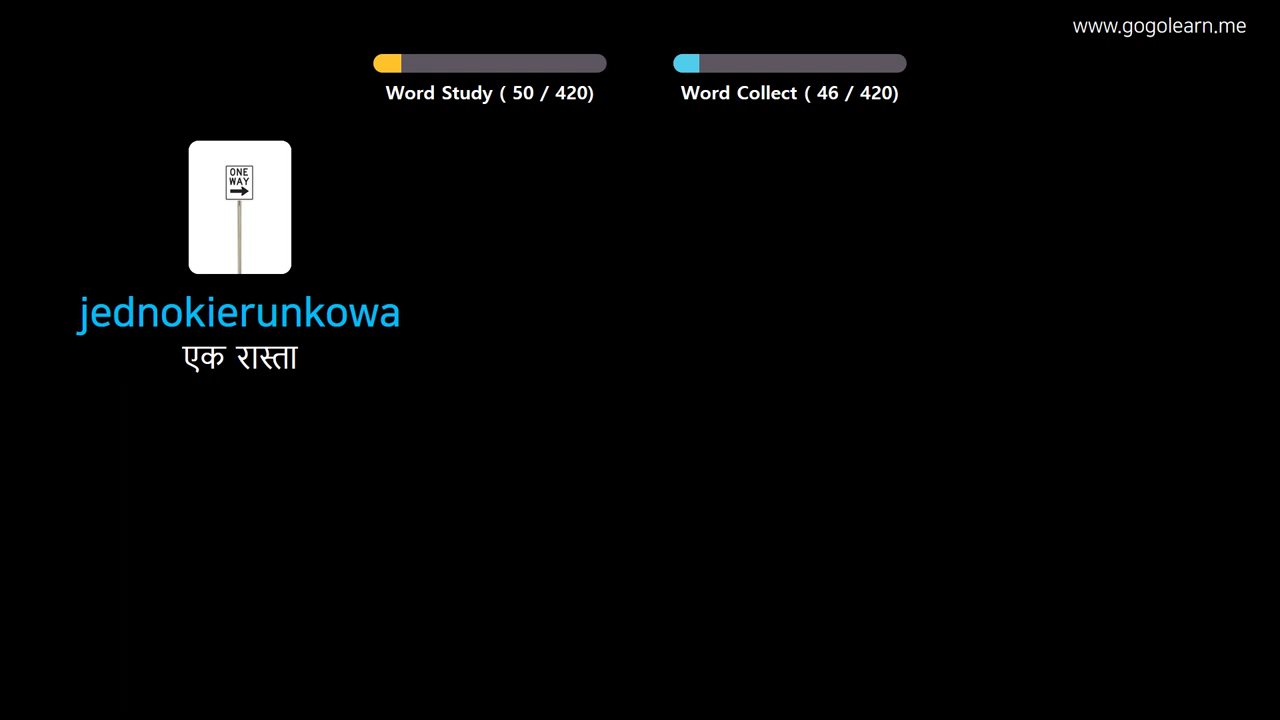 www.gogolearn.me
Word Study ( 50 / 420)
Word Collect ( 46 / 420)
ONE
WAY
jednokierunkowa
एक रास्ता